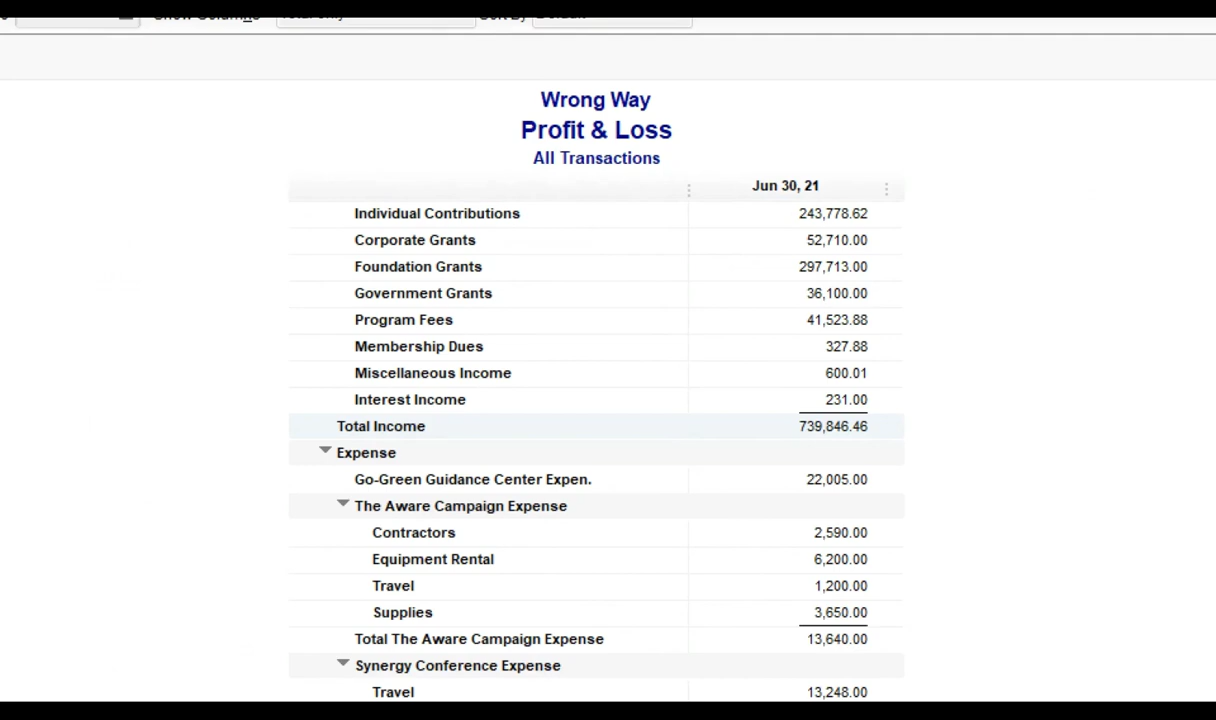 Wrong Way
Profit & Loss
All Transactions
Jun 30, 21
Individual Contributions 243,778.62
Corporate Grants 52,710.00
Foundation Grants 297,713.00
Government Grants 36,100.00
Program Fees 41,523.88
Membership Dues 327.88
Miscellaneous Income 600.01
Interest Income 231.00
Total Income 739,846.46
Expense
Go-Green Guidance Center Expen. 22,005.00
The Aware Campaign Expense
Contractors 2,590.00
Equipment Rental 6,200.00
Travel 1,200.00
Supplies 3,650.00
Total The Aware Campaign Expense 13,640.00
Synergy Conference Expense
Travel 13,248.00